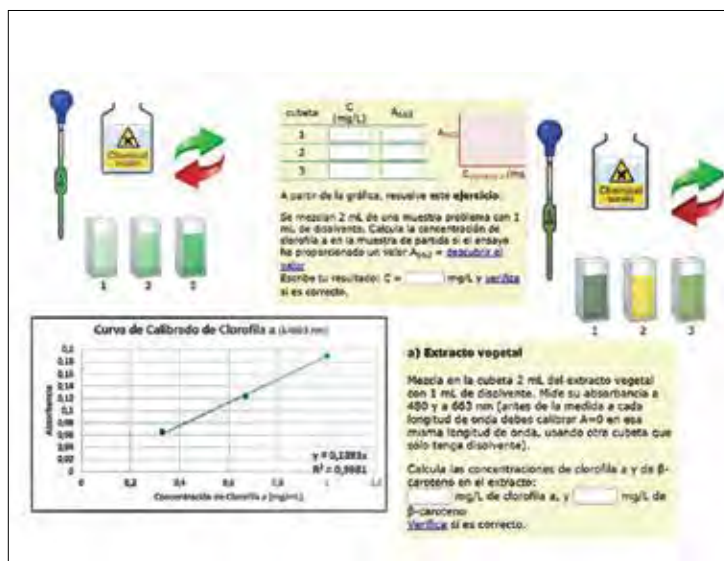 cubeta C (mg/L) A663
1
2
3
A partir de la gráfica, resuelve este ejercicio:
Se mezclan 2 mL de una muestra problema con 1
mL de disolvente. Calcula la concentración de
clorofila a en la muestra de partida si el ensayo
ha proporcionado un valor A663 = descubrir el
valor
Escribe tu resultado: C = mg/L y verifica
si es correcto.
Chemical
1 2 3
Chemical
1 2 3
Curva de Calibrado de Clorofila a
Absorbancia
0,2
0,18
0,16
0,14
0,12
0,1
0,08
0,06
0,04
0,02
0
0 0,2 0,4 0,6 0,8 1 1,2
Concentración de Clorofila a (mg/mL)
a) Extracto vegetal
Mezcla en la cubeta 2 mL del extracto vegetal
con 1 mL de disolvente. Mide su absorbancia a
480 y a 663 nm (antes de la medida a cada
longitud de onda debes calibrar A=0 en esa
misma longitud de onda, usando otra cubeta que
sólo tenga disolvente).
Calcula las concentraciones de clorofila a y de β-
caroteno en el extracto:
mg/L de clorofila a, y mg/L de
β-caroteno
Verifica si es correcto.